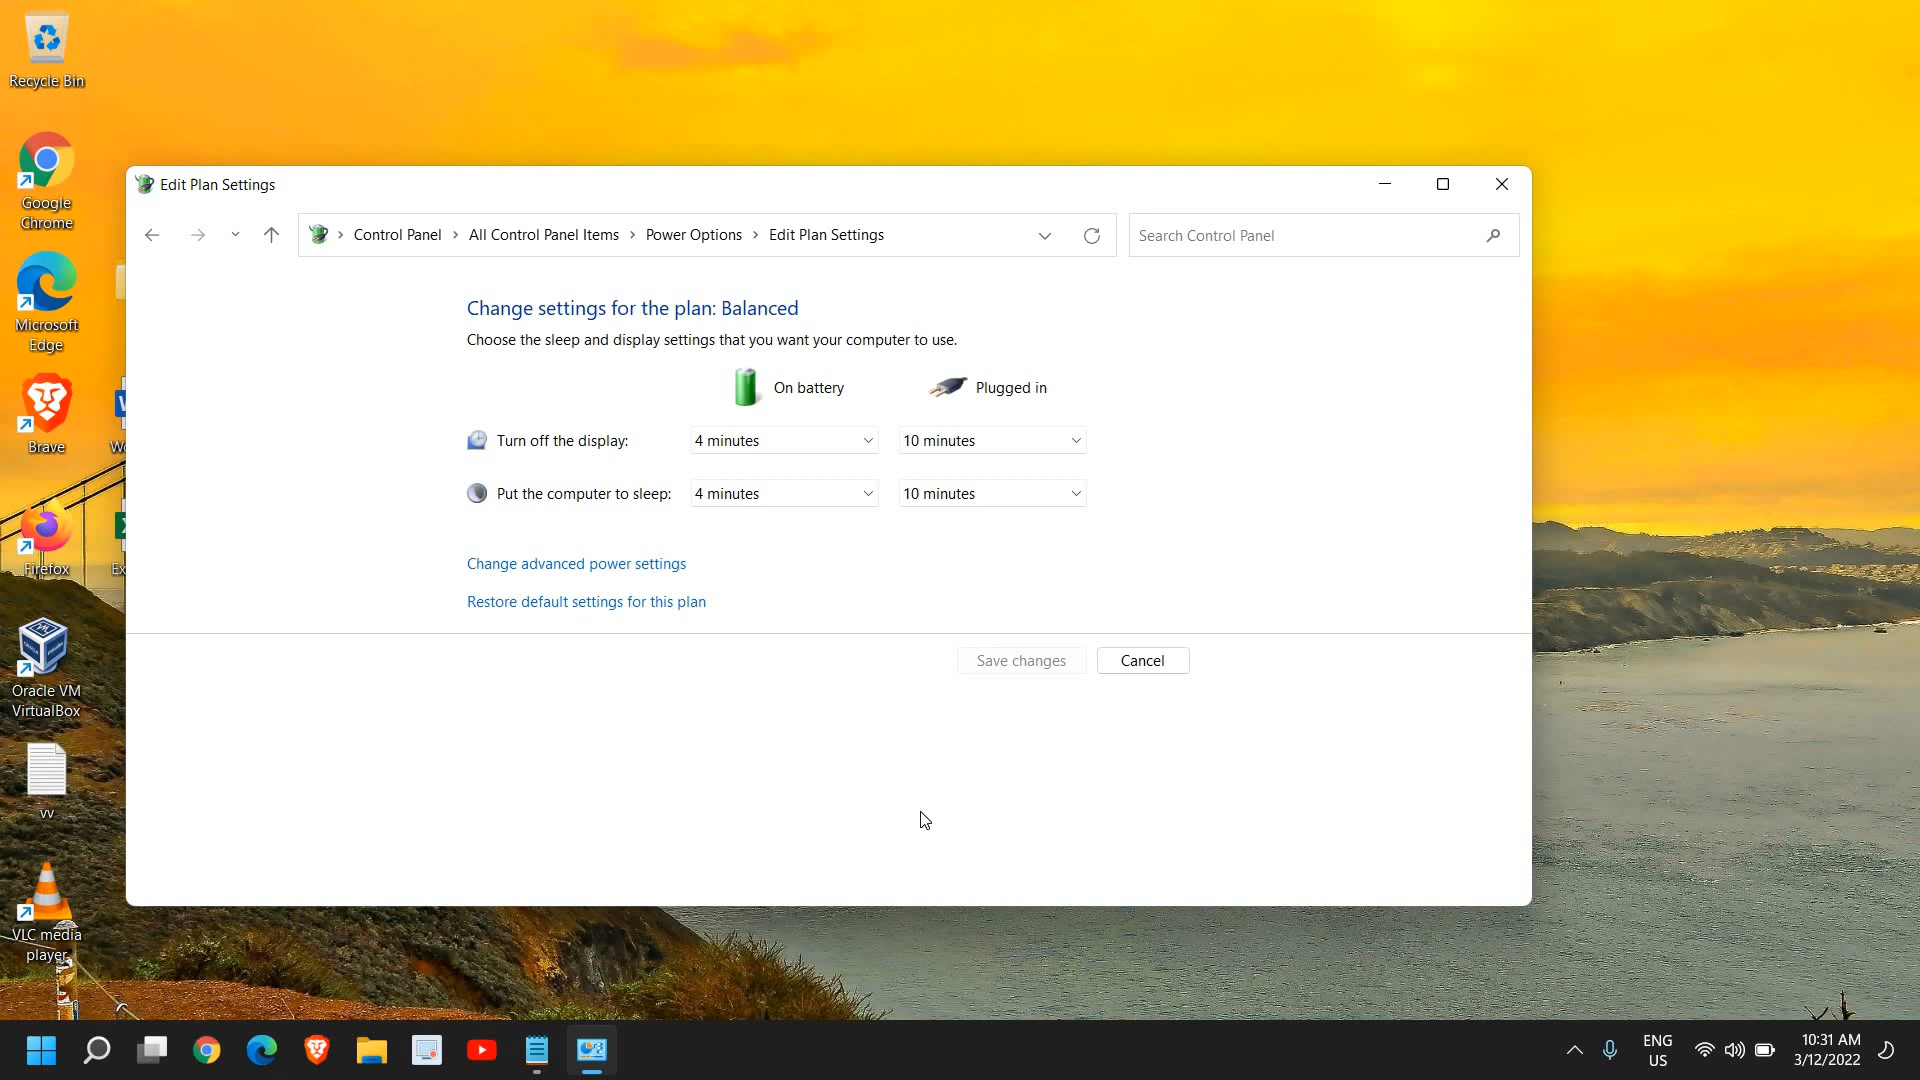 Recycle Bin
Google
Chrome
Microsoft
Edge
Brave
Firefox
Oracle VM
VirtualBox
vv
VLC media
player
Edit Plan Settings
Control Panel
All Control Panel Items
Power Options
Edit Plan Settings
Search Control Panel
Change settings for the plan: Balanced
Choose the sleep and display settings that you want your computer to use.
On battery
Plugged in
Turn off the display:
4 minutes
10 minutes
Put the computer to sleep:
4 minutes
10 minutes
Change advanced power settings
Restore default settings for this plan
Save changes
Cancel
ENG
US
10:31 AM
3/12/2022